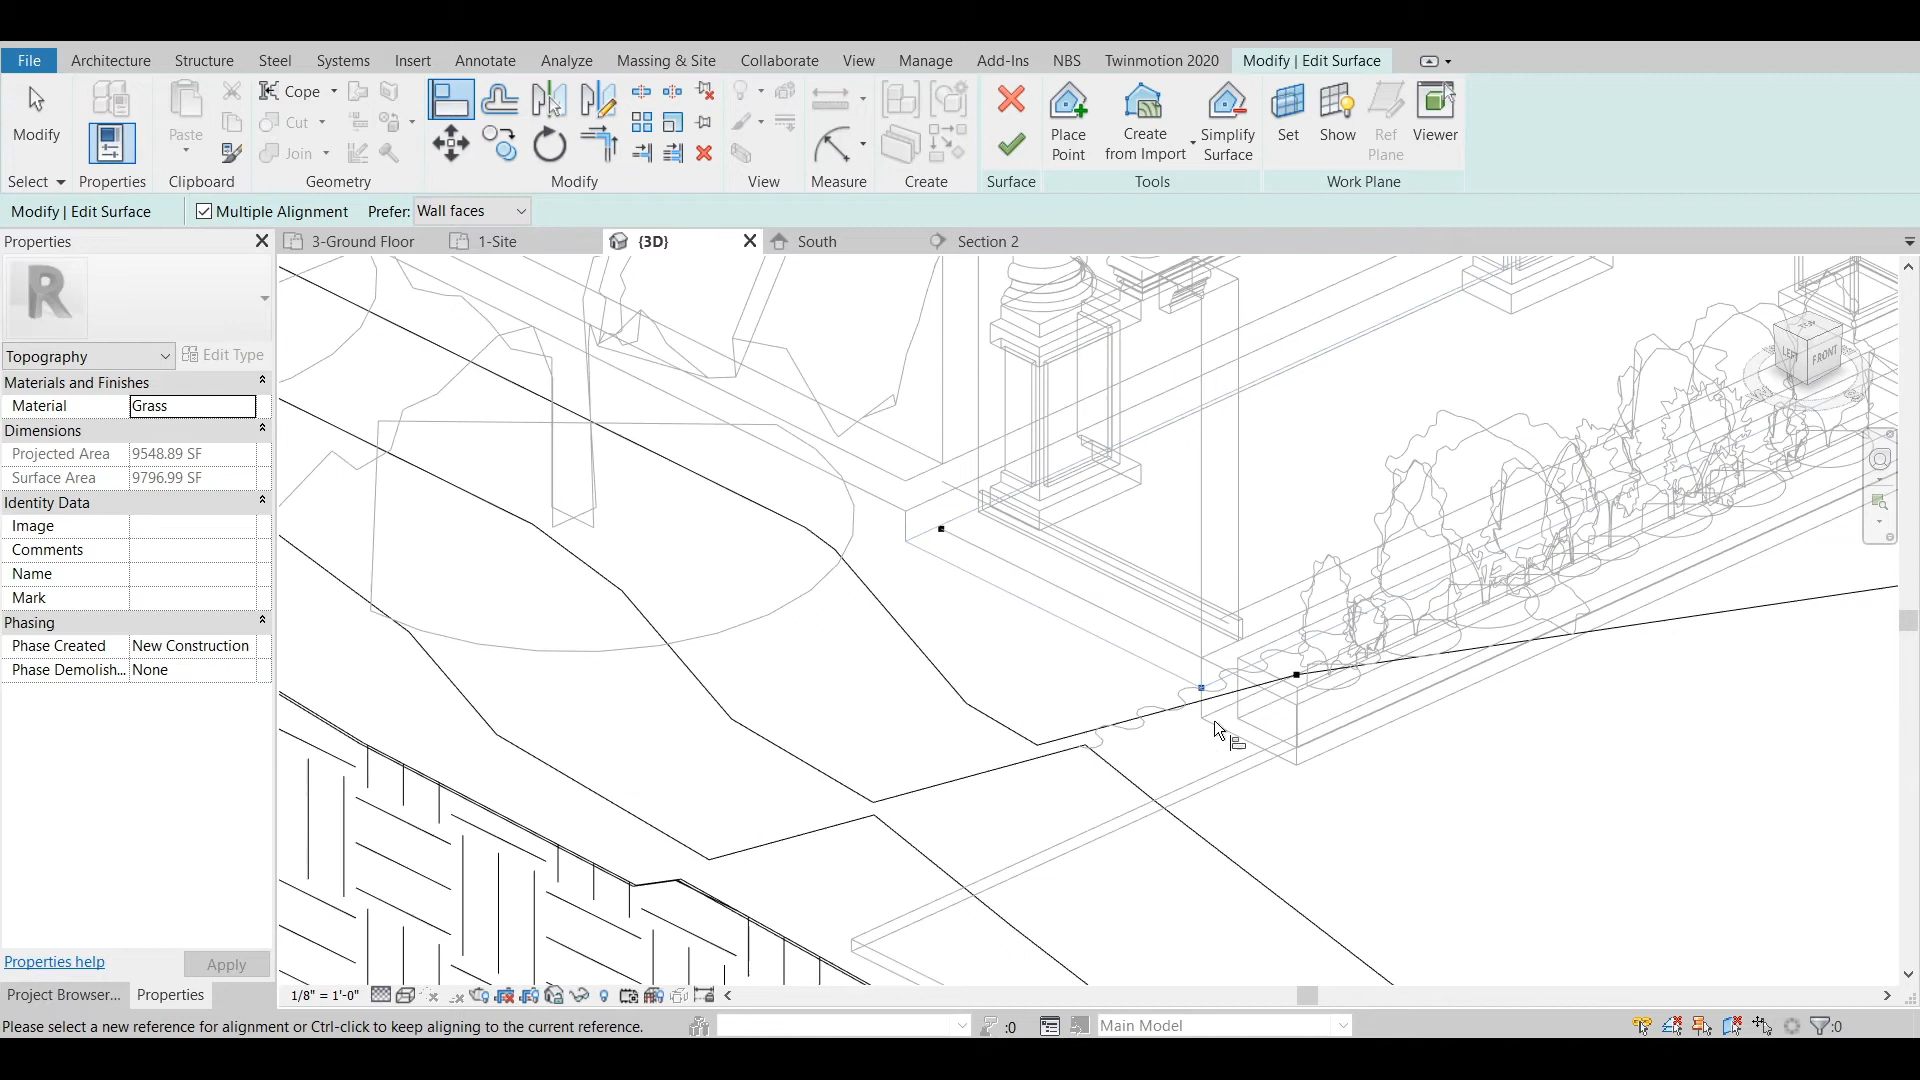 File Architecture Structure Steel Systems Insert Annotate Analyze Massing & Site Collaborate View Manage Add-Ins NBS Twinmotion 2020 Modify | Edit Surface
Modify
Paste
Cope
Cut
Join
Place
Point
Create
from Import
Simplify
Surface
Set
Show
Ref
Plane
Viewer
Select Properties Clipboard Geometry Modify View Measure Create Surface Tools Work Plane
Modify | Edit Surface Multiple Alignment Prefer: Wall faces
Properties 3-Ground Floor 1-Site {3D} South Section 2
R
Topography Edit Type
Materials and Finishes
Material Grass
Dimensions
Projected Area 9548.89 SF
Surface Area 9796.99 SF
Identity Data
Image
Comments
Name
Mark
Phasing
Phase Created New Construction
Phase Demolish... None
TOP
LEFT FRONT
Properties help Apply
Project Browser... Properties 1/8" = 1'-0"
Please select a new reference for alignment or Ctrl-click to keep aligning to the current reference. :0 Main Model :0